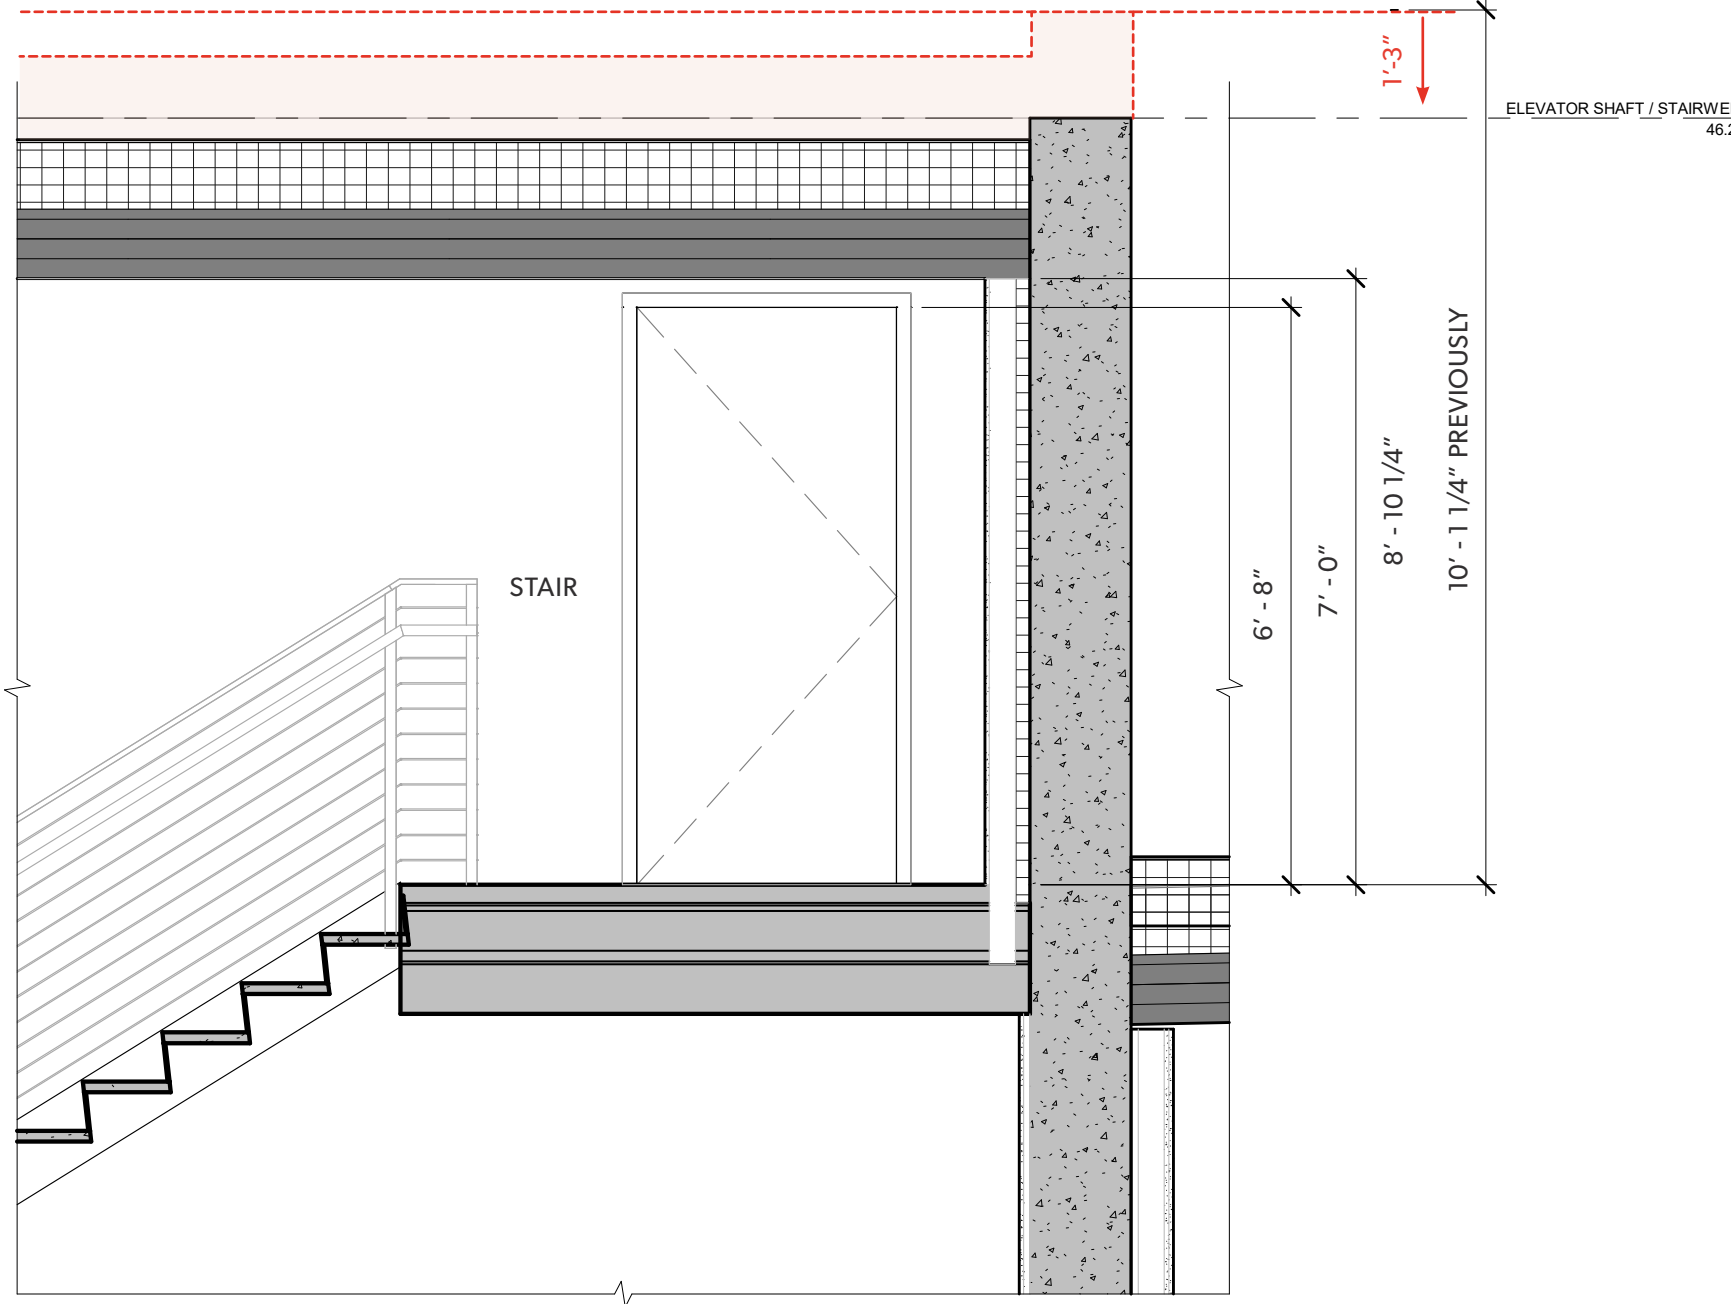 1'-3"
ELEVATOR SHAFT / STAIRWE
46.2
STAIR
6' - 8"
7' - 0"
8' - 10 1/4"
10' - 1 1/4" PREVIOUSLY